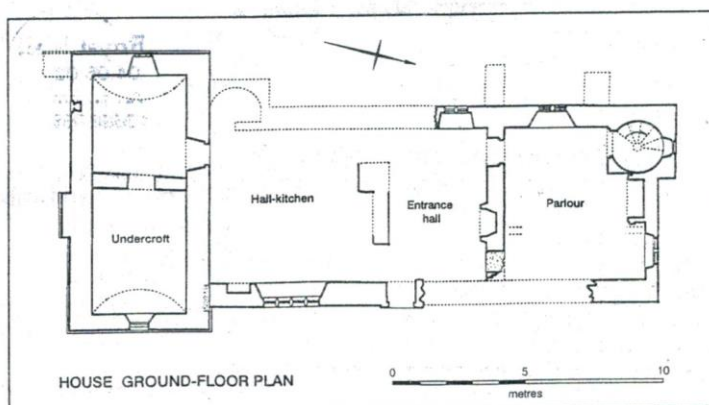 Hall-kitchen
Entrance
hall
Parlour
Undercroft
HOUSE GROUND-FLOOR PLAN
0 5 10
metres